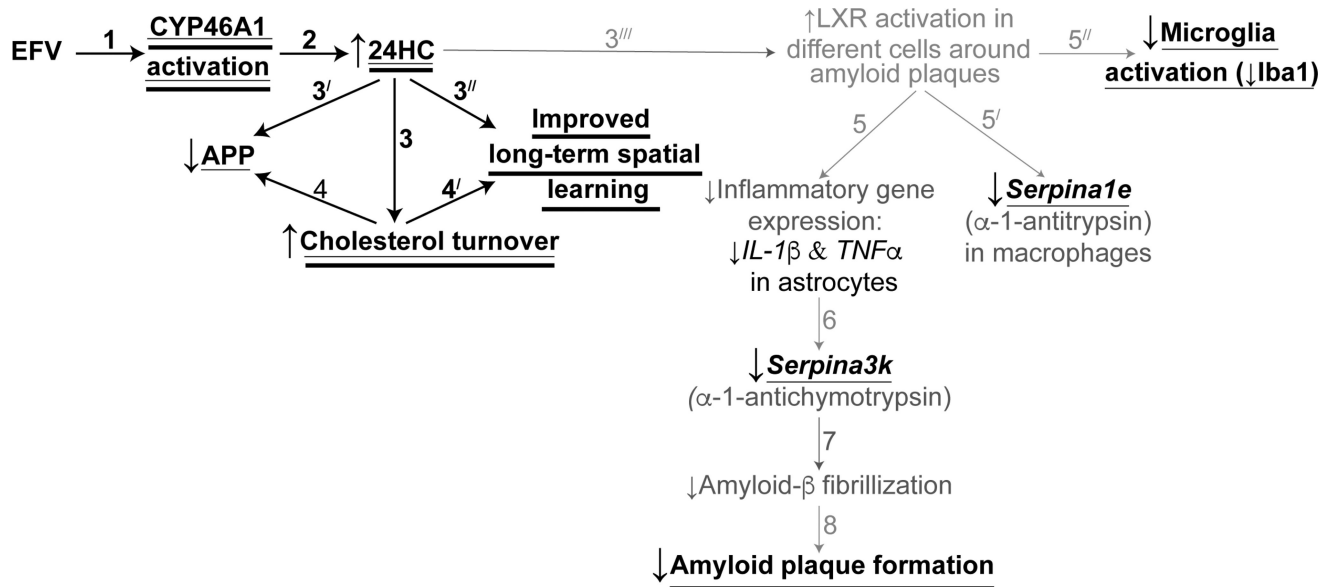 EFV
1
CYP46A1
activation
2
↑24HC
3///
↑LXR activation in
different cells around
amyloid plaques
5//
↓Microglia
activation (↓Iba1)
3/
3
3//
↓APP
Improved
long-term spatial
learning
4
4/
↑Cholesterol turnover
5
5/
↓Inflammatory gene
expression:
↓IL-1β & TNFα
in astrocytes
↓Serpina1e
(α-1-antitrypsin)
in macrophages
6
↓Serpina3k
(α-1-antichymotrypsin)
7
↓Amyloid-β fibrillization
8
↓Amyloid plaque formation